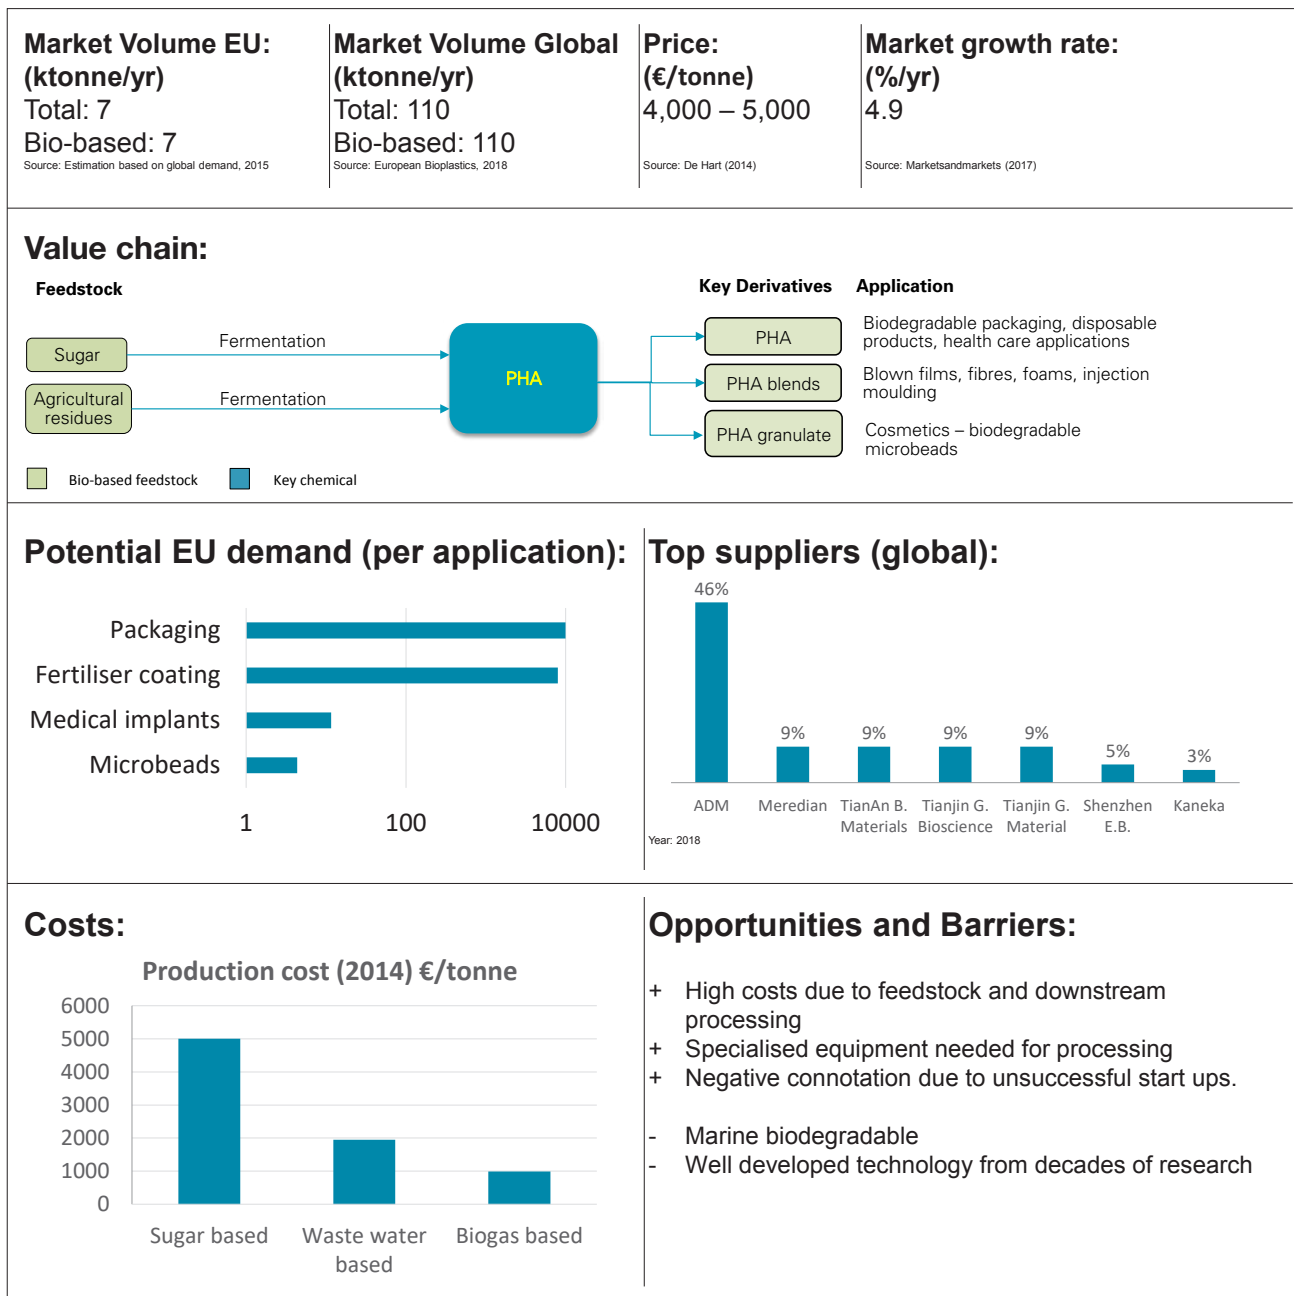 Market Volume EU:
(ktonne/yr)
Total: 7
Bio-based: 7
Source: Estimation based on global demand, 2015
Market Volume Global
(ktonne/yr)
Total: 110
Bio-based: 110
Source: European Bioplastics, 2018
Price:
(€/tonne)
4,000 – 5,000
Source: De Hart (2014)
Market growth rate:
(%/yr)
4.9
Source: Marketsandmarkets (2017)
Value chain:
Feedstock
Key Derivatives
Application
Sugar
Fermentation
Agricultural
residues
Fermentation
PHA
PHA
Biodegradable packaging, disposable
products, health care applications
PHA blends
Blown films, fibres, foams, injection
moulding
PHA granulate
Cosmetics – biodegradable
microbeads
Bio-based feedstock
Key chemical
Potential EU demand (per application):
Packaging
Fertiliser coating
Medical implants
Microbeads
1
100
10000
Top suppliers (global):
46%
9%
9%
9%
9%
5%
3%
ADM
Meredian
TianAn B.
Materials
Tianjin G.
Bioscience
Tianjin G.
Material
Shenzhen
E.B.
Kaneka
Year: 2018
Costs:
Production cost (2014) €/tonne
6000
5000
4000
3000
2000
1000
0
Sugar based
Waste water
based
Biogas based
Opportunities and Barriers:
+ High costs due to feedstock and downstream
processing
+ Specialised equipment needed for processing
+ Negative connotation due to unsuccessful start ups.
- Marine biodegradable
- Well developed technology from decades of research